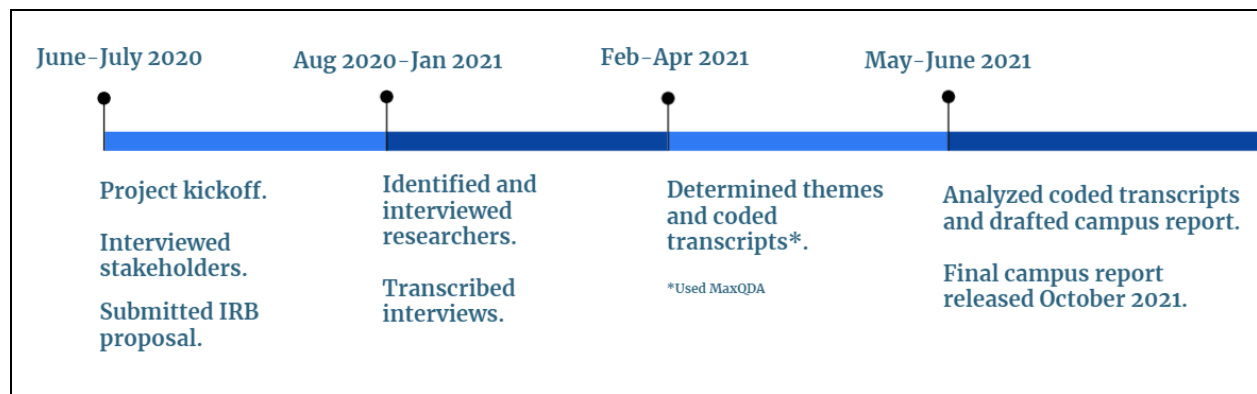 June-July 2020
Aug 2020-Jan 2021
Feb-Apr 2021
May-June 2021
Project kickoff.
Interviewed
stakeholders.
Submitted IRB
proposal.
Identified and
interviewed
researchers.
Transcribed
interviews.
Determined themes
and coded
transcripts*.
*Used MaxQDA
Analyzed coded transcripts
and drafted campus report.
Final campus report
released October 2021.